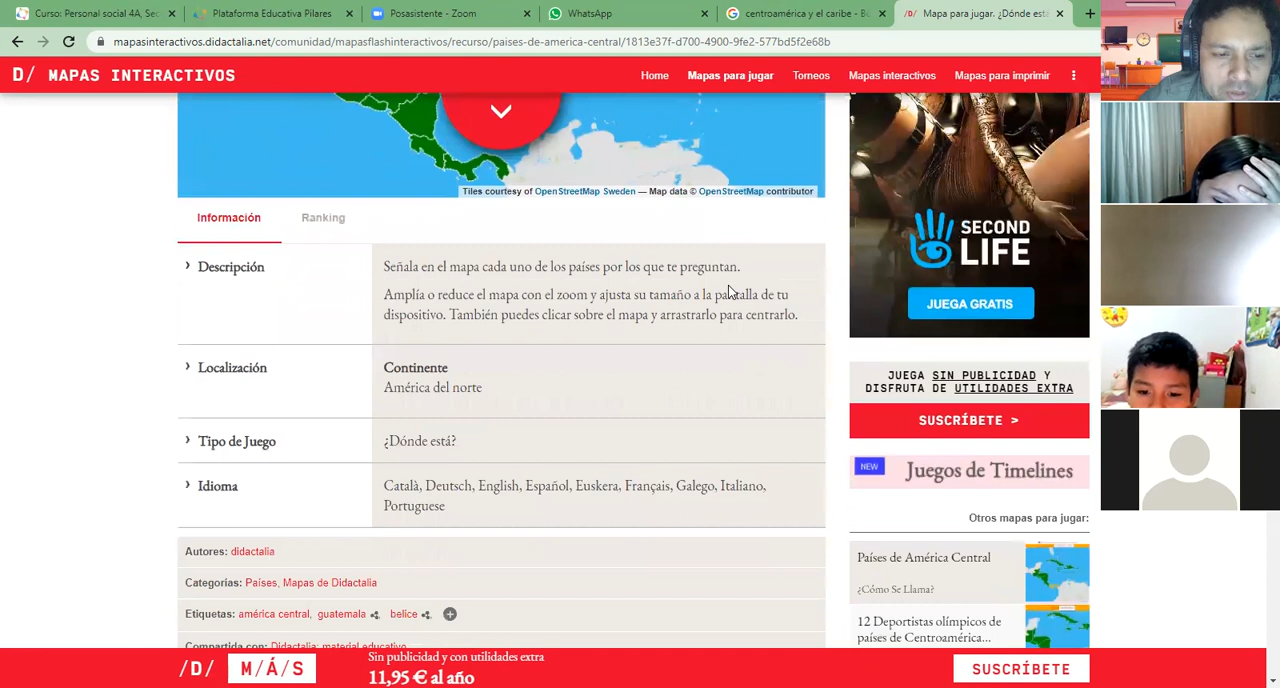 Curso: Personal social 4A, Sec
Plataforma Educativa Pilares
Posasistente - Zoom
WhatsApp
centroamérica y el caribe - Bú
Mapa para jugar. ¿Dónde está
mapasinteractivos.didactalia.net/comunidad/mapasflashinteractivos/recurso/paises-de-america-central/1813e37f-d700-4900-9fe2-577bd5f2e68b
D/ MAPAS INTERACTIVOS
Home
Mapas para jugar
Torneos
Mapas interactivos
Mapas para imprimir
Tiles courtesy of OpenStreetMap Sweden — Map data © OpenStreetMap contributor
Información
Ranking
Descripción
Señala en el mapa cada uno de los países por los que te preguntan.
Amplía o reduce el mapa con el zoom y ajusta su tamaño a la pantalla de tu
dispositivo. También puedes clicar sobre el mapa y arrastrarlo para centrarlo.
Localización
Continente
América del norte
Tipo de Juego
¿Dónde está?
Idioma
Català, Deutsch, English, Español, Euskera, Français, Galego, Italiano,
Portuguese
Autores: didactalia
Categorías: Países, Mapas de Didactalia
Etiquetas: américa central, guatemala belice
Compartida con: Didactalia: material educativo
SECOND
LIFE
JUEGA GRATIS
JUEGA SIN PUBLICIDAD Y
DISFRUTA DE UTILIDADES EXTRA
SUSCRÍBETE >
NEW
Juegos de Timelines
Otros mapas para jugar:
Países de América Central
¿Cómo Se Llama?
12 Deportistas olímpicos de
países de Centroamérica...
/D/ M/Á/S
Sin publicidad y con utilidades extra
11,95 € al año
SUSCRÍBETE